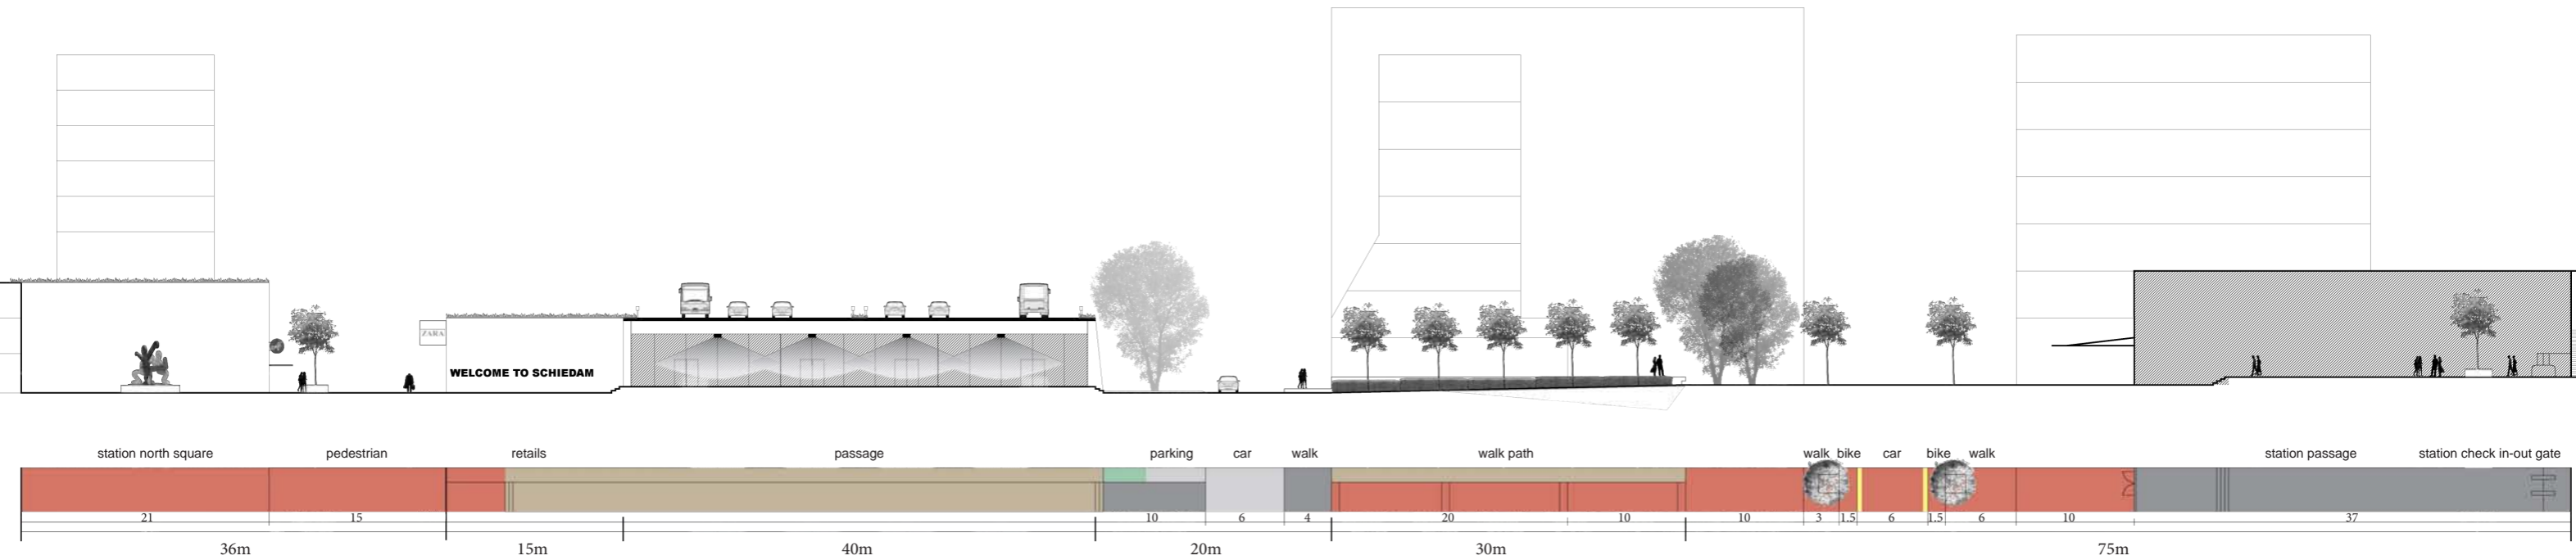 ZARA
WELCOME TO SCHIEDAM
station north square pedestrian retails passage parking car walk walk path walk bike car bike walk station passage station check in-out gate
21 15 10 6 4 20 10 10 3 1.5 6 1.5 6 10 37
36m 15m 40m 20m 30m 75m